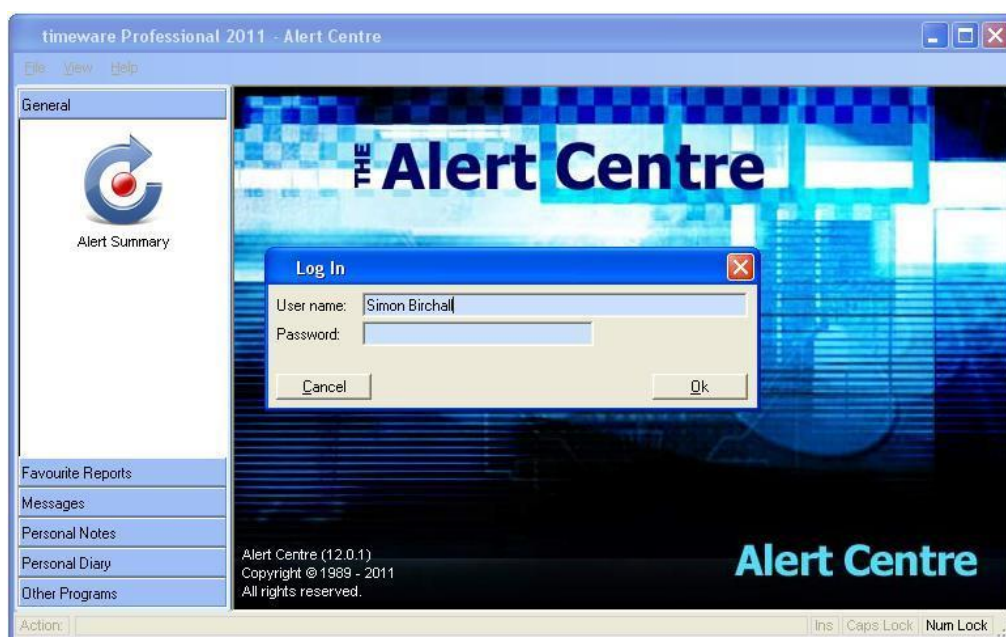 timeware Professional 2011 - Alert Centre
File View Help
General
Alert Summary
THE Alert Centre
Log In
User name: Simon Birchall
Password:
Cancel Ok
Favourite Reports
Messages
Personal Notes
Personal Diary
Other Programs
Alert Centre (12.0.1)
Copyright © 1989 - 2011
All rights reserved.
Alert Centre
Action: Ins Caps Lock Num Lock